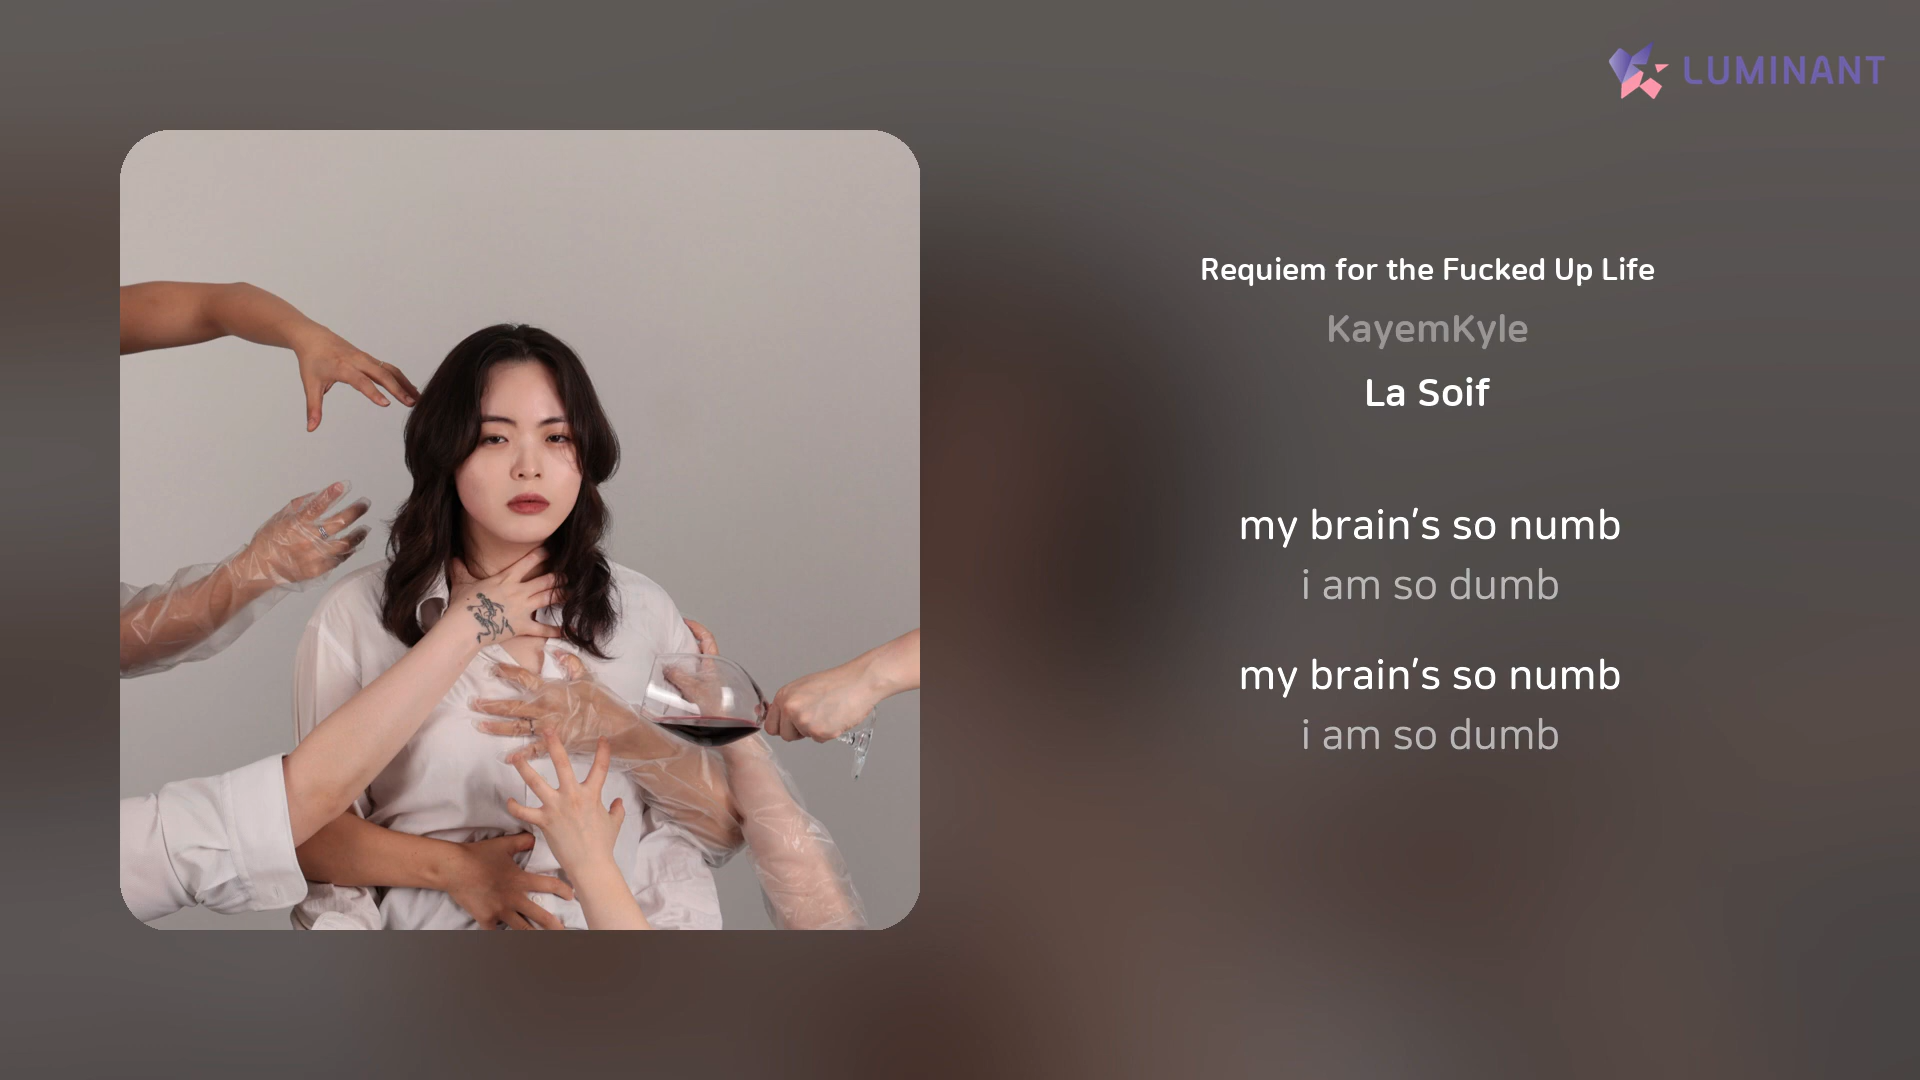 LUMINANT
Requiem for the Fucked Up Life
KayemKyle
La Soif
my brain's so numb
i am so dumb
my brain's so numb
i am so dumb